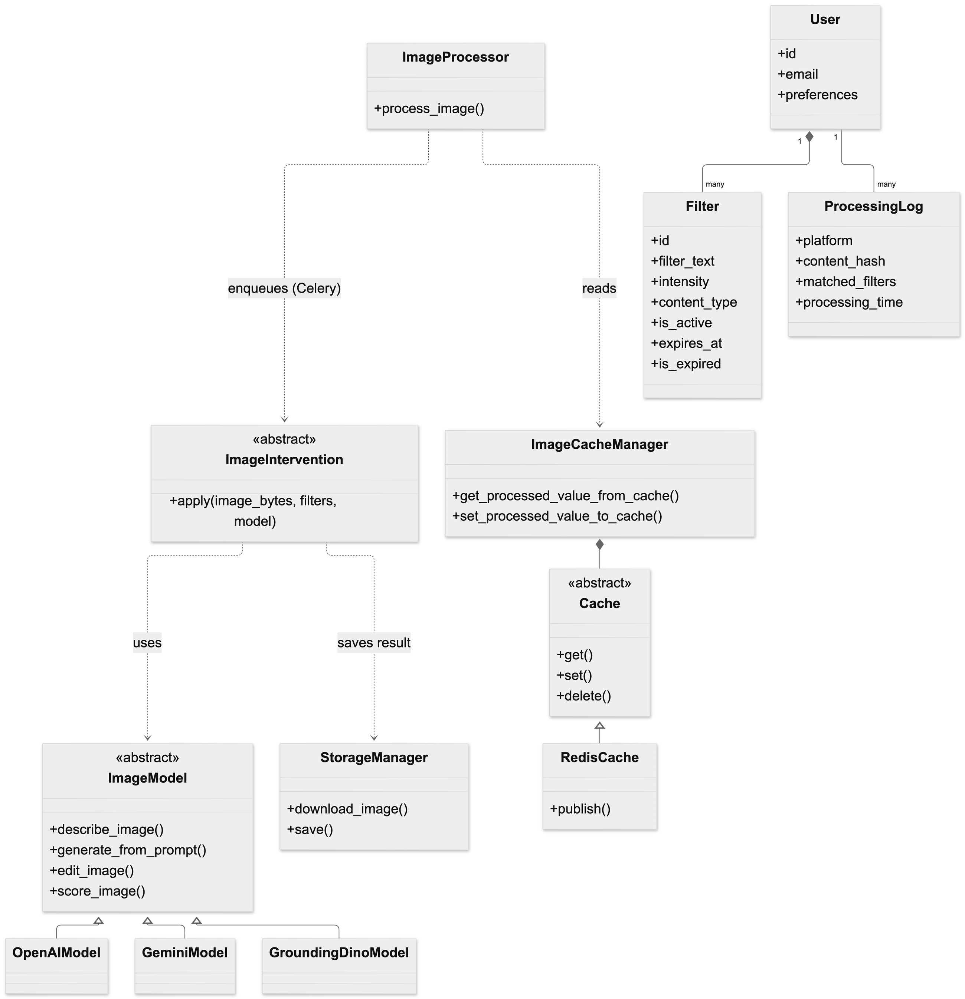 ImageProcessor
+process_image()
User
+id
+email
+preferences
1
1
many
many
Filter
+id
+filter_text
+intensity
+content_type
+is_active
+expires_at
+is_expired
ProcessingLog
+platform
+content_hash
+matched_filters
+processing_time
enqueues (Celery)
reads
«abstract»
ImageIntervention
+apply(image_bytes, filters,
model)
ImageCacheManager
+get_processed_value_from_cache()
+set_processed_value_to_cache()
«abstract»
Cache
+get()
+set()
+delete()
uses
saves result
«abstract»
ImageModel
+describe_image()
+generate_from_prompt()
+edit_image()
+score_image()
StorageManager
+download_image()
+save()
RedisCache
+publish()
OpenAIModel
GeminiModel
GroundingDinoModel